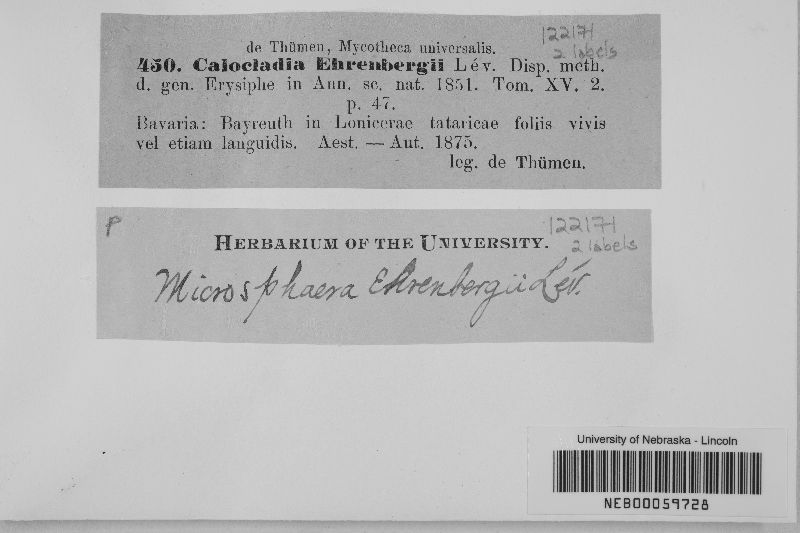 de Thümen, Mycotheca universalis.
122171
2 labels
450. Calocladia Ehrenbergii Lév. Disp. meth.
d. gen. Erysiphe in Ann. sc. nat. 1851. Tom. XV. 2.
p. 47.
Bavaria: Bayreuth in Lonicerae tataricae foliis vivis
vel etiam languidis. Aest. — Aut. 1875.
leg. de Thümen.
P
122171
HERBARIUM OF THE UNIVERSITY.
2 labels
Microsphaera Ehrenbergii Lév.
University of Nebraska - Lincoln
NEB00059728